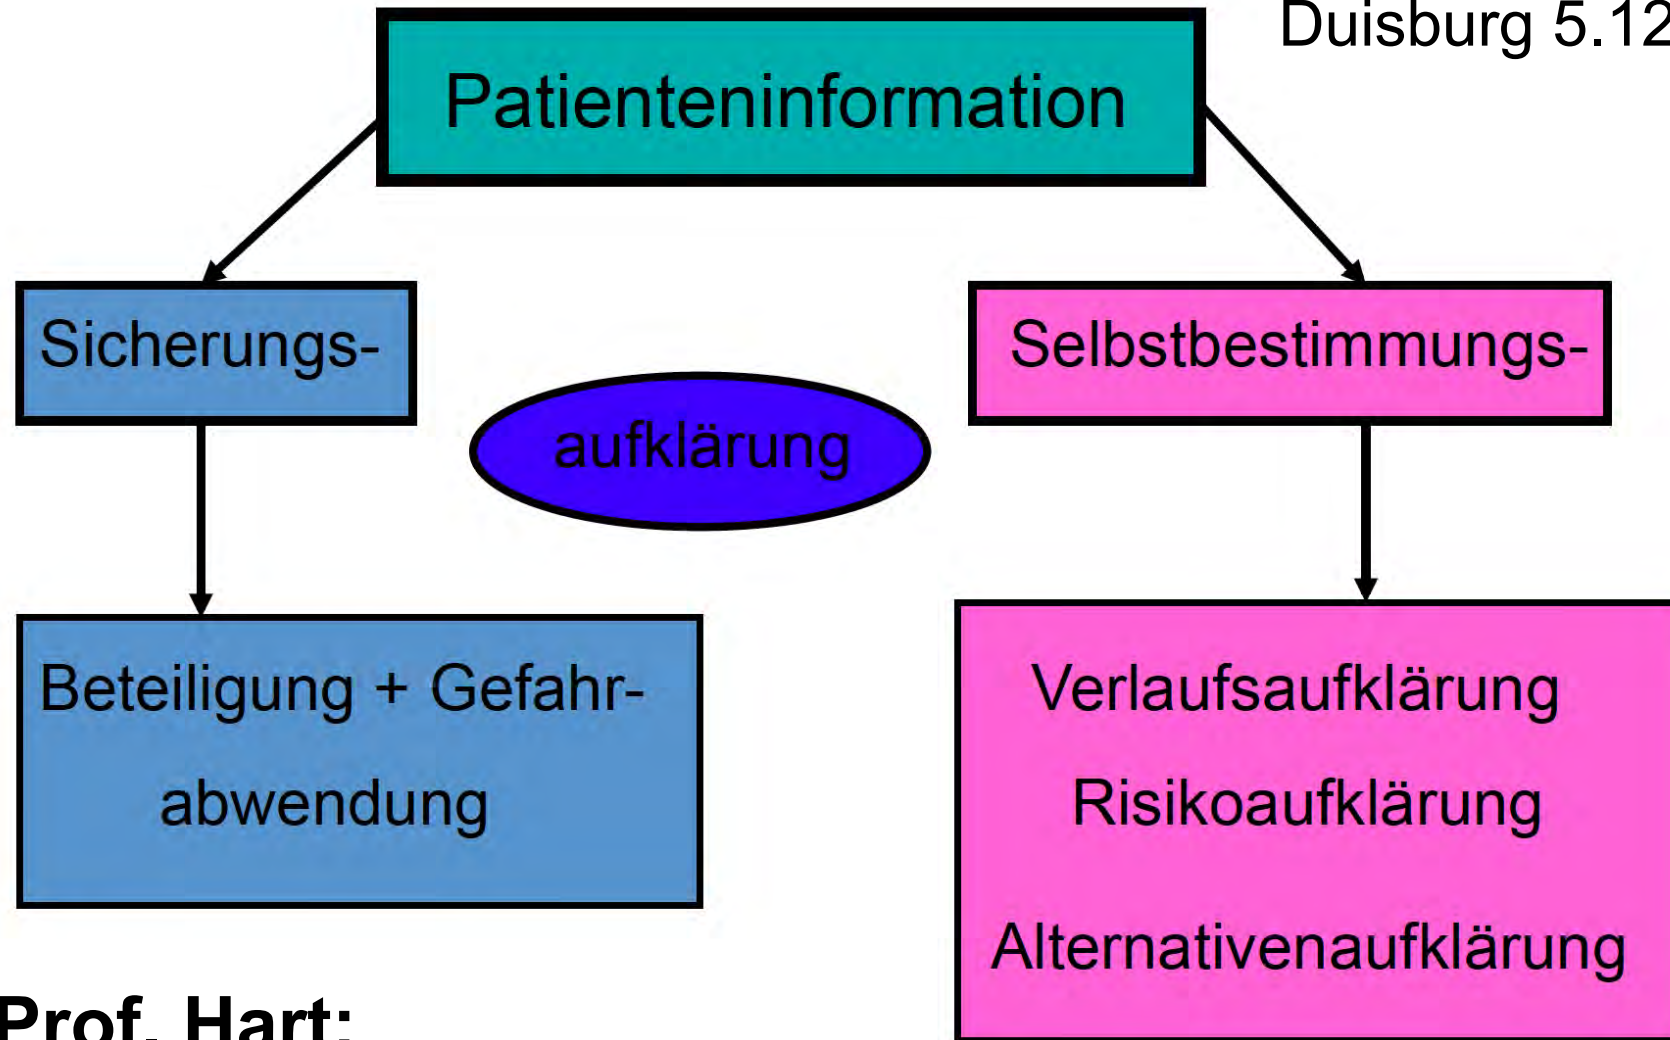 Duisburg 5.12
Patienteninformation
Sicherungs-
Selbstbestimmungs-
aufklärung
Beteiligung + Gefahr-
abwendung
Verlaufsaufklärung
Risikoaufklärung
Alternativenaufklärung
Prof. Hart: